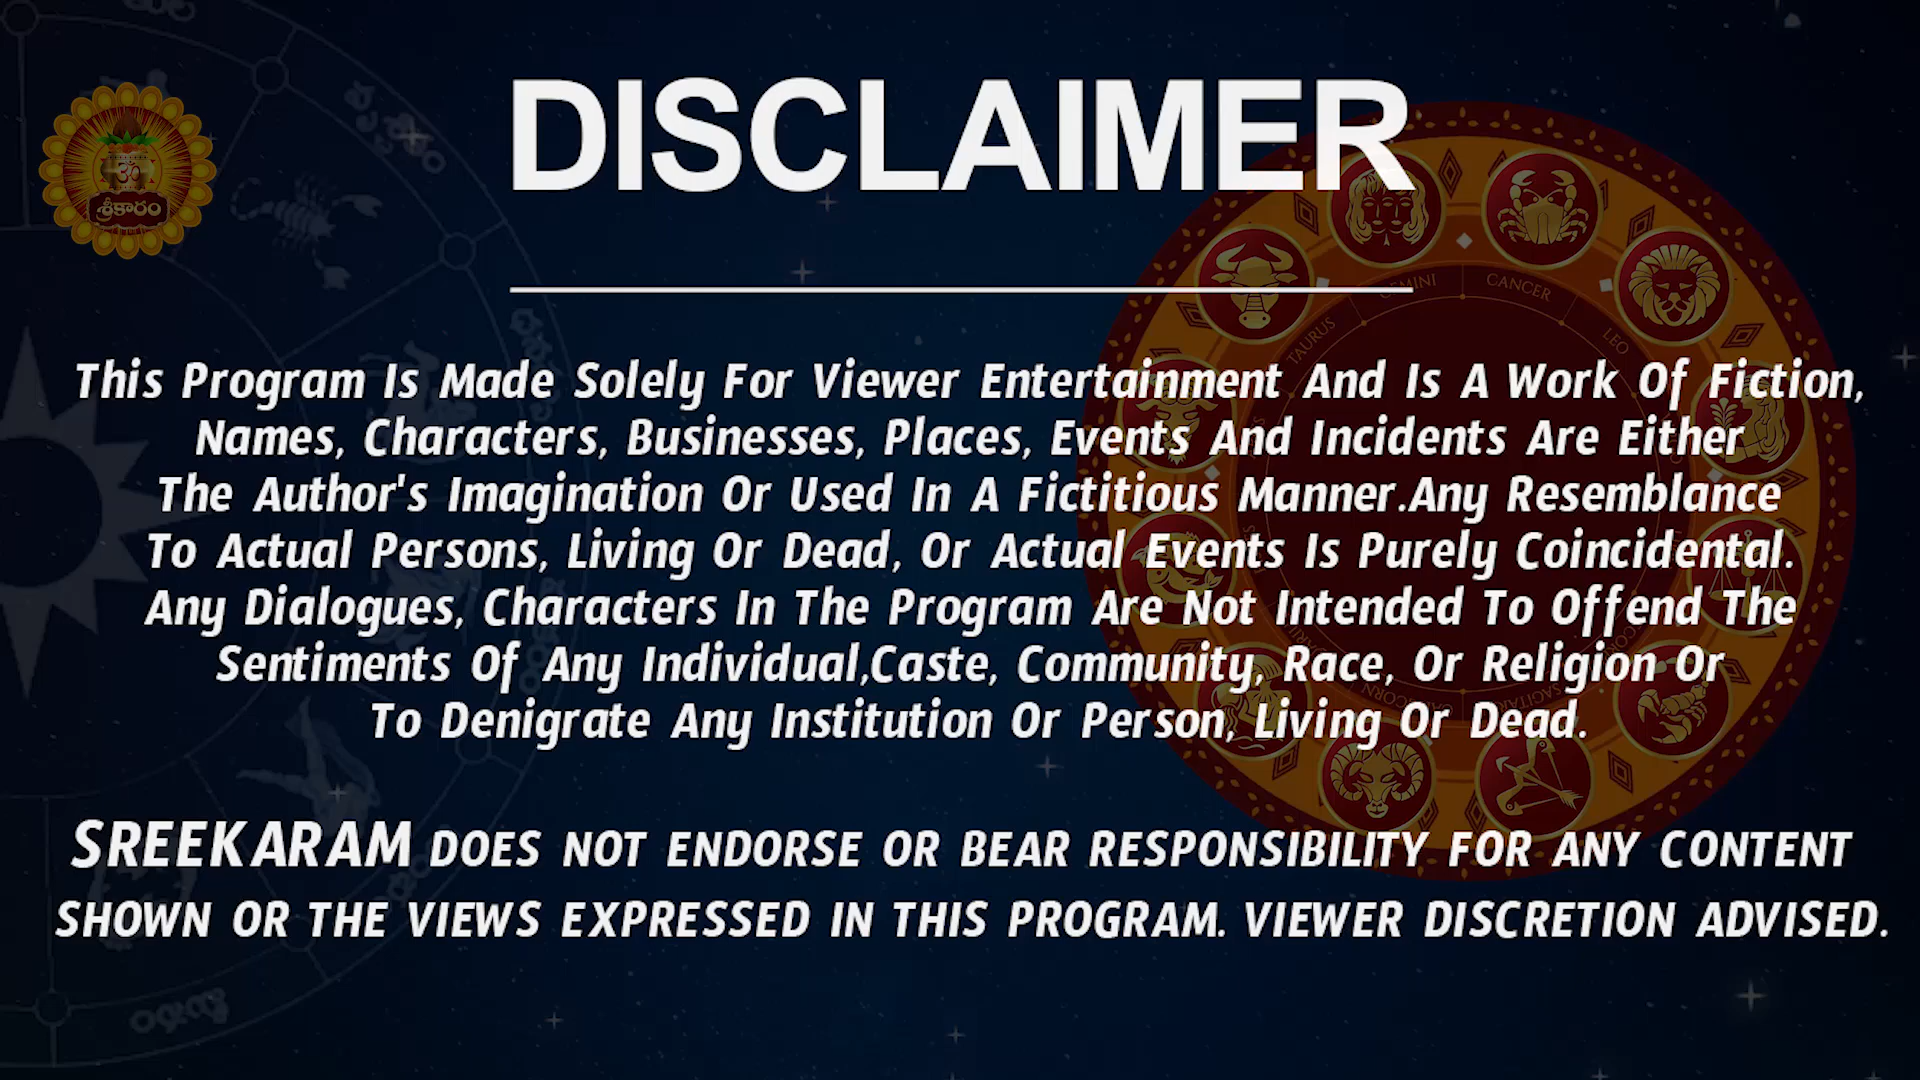 DISCLAIMER
ఓం
శ్రీకారం
GEMINI
CANCER
TAURUS
LEO
This Program Is Made Solely For Viewer Entertainment And Is A Work Of Fiction,
Names, Characters, Businesses, Places, Events And Incidents Are Either
The Author's Imagination Or Used In A Fictitious Manner.Any Resemblance
To Actual Persons, Living Or Dead, Or Actual Events Is Purely Coincidental.
Any Dialogues, Characters In The Program Are Not Intended To Offend The
Sentiments Of Any Individual,Caste, Community, Race, Or Religion Or
To Denigrate Any Institution Or Person, Living Or Dead.
SREEKARAM DOES NOT ENDORSE OR BEAR RESPONSIBILITY FOR ANY CONTENT
SHOWN OR THE VIEWS EXPRESSED IN THIS PROGRAM. VIEWER DISCRETION ADVISED.